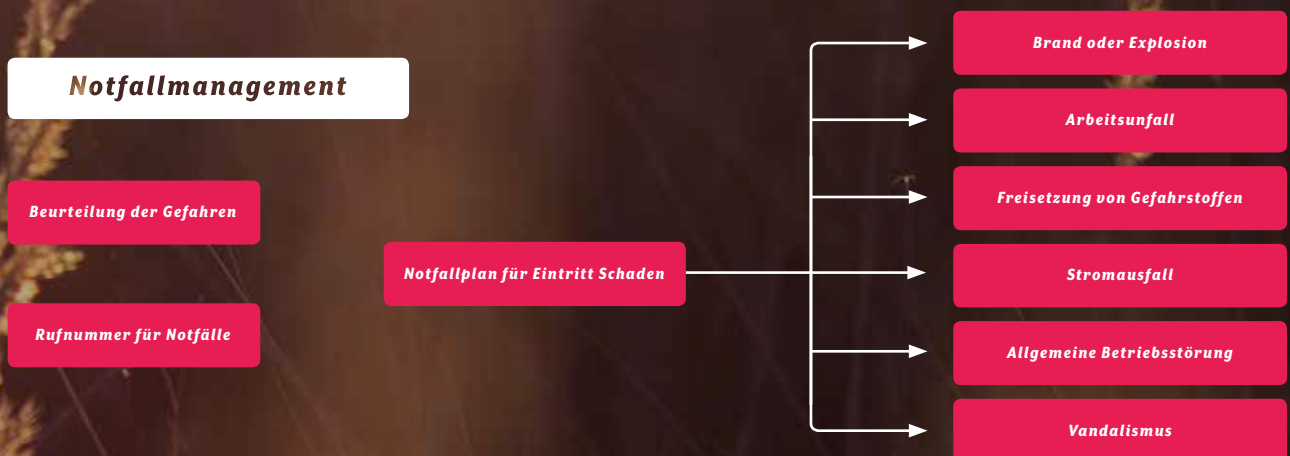 Notfallmanagement
Beurteilung der Gefahren
Rufnummer für Notfälle
Notfallplan für Eintritt Schaden
Brand oder Explosion
Arbeitsunfall
Freisetzung von Gefahrstoffen
Stromausfall
Allgemeine Betriebsstörung
Vandalismus